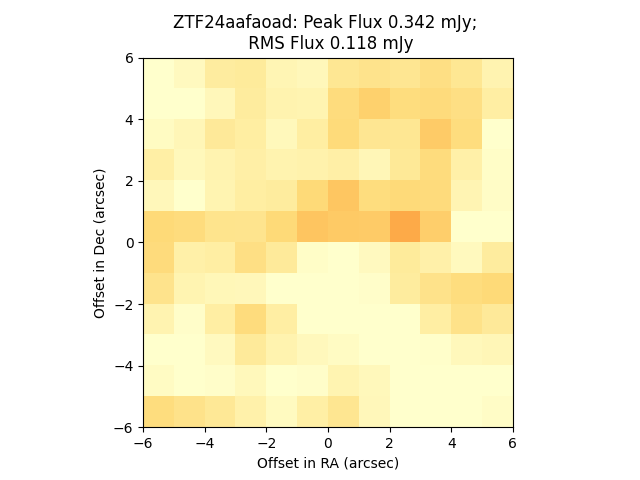 ZTF24aafaoad: Peak Flux 0.342 mJy;
RMS Flux 0.118 mJy
6
4
2
0
−2
−4
−6
Offset in Dec (arcsec)
−6 −4 −2 0 2 4 6
Offset in RA (arcsec)